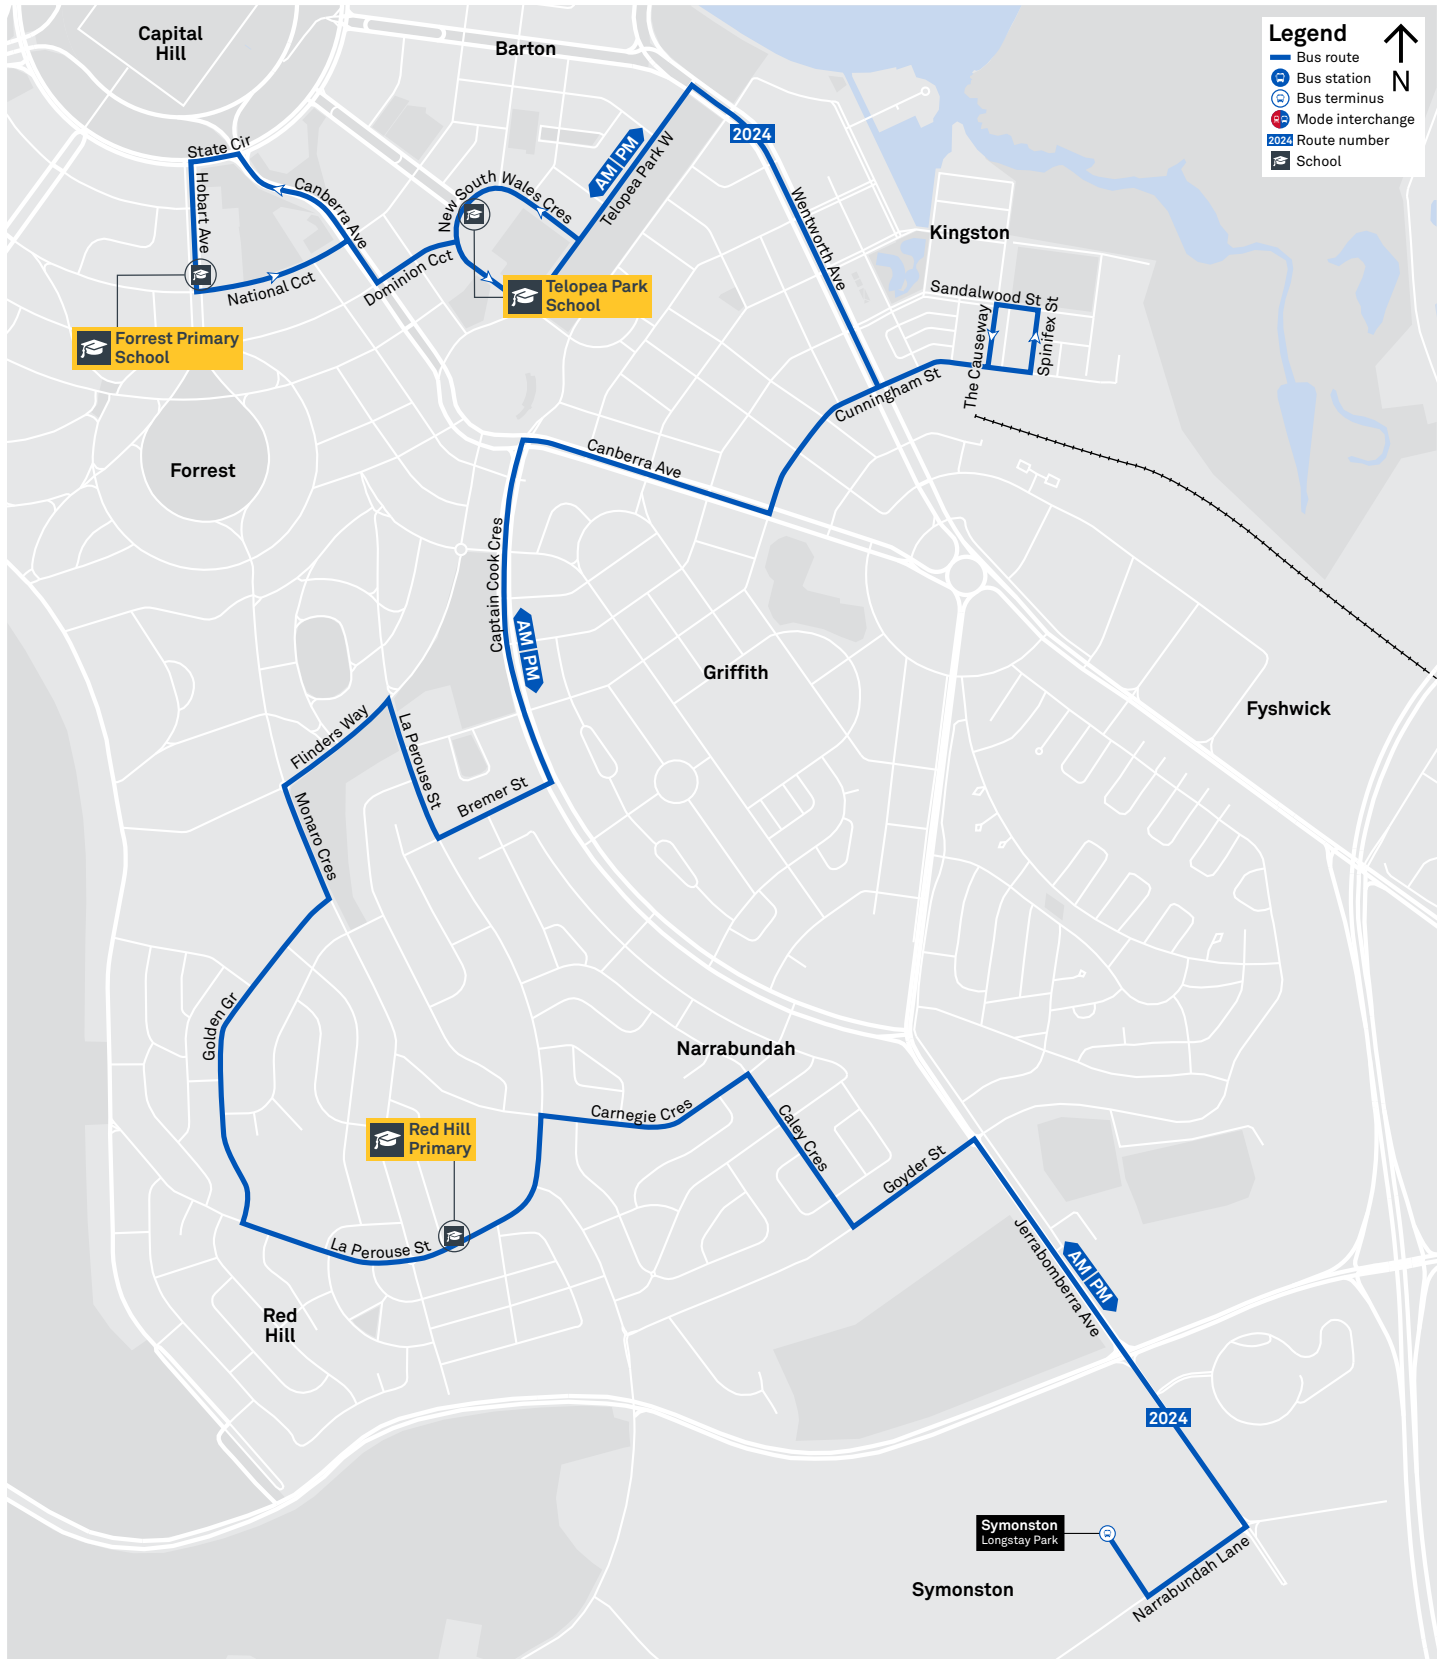 Capital
Hill
Barton
Legend
Bus route
Bus station
Bus terminus
Mode interchange
2024 Route number
School
N
State Cir
Hobart Ave
Canberra Ave
National Cct
Dominion Cct
New South Wales Cres
AM|PM
Telopea Park W
2024
Wentworth Ave
Kingston
Sandalwood St
The Causeway
Spinifex St
Cunningham St
Telopea Park
School
Forrest Primary
School
Forrest
Canberra Ave
Captain Cook Cres
AM|PM
Griffith
Fyshwick
Flinders Way
La Perouse St
Bremer St
Monaro Cres
Golden Gr
Narrabundah
Carnegie Cres
Caley Cres
Goyder St
Red Hill
Primary
La Perouse St
Red
Hill
Jerrabomberra Ave
AM|PM
2024
Symonston
Longstay Park
Narrabundah Lane
Symonston